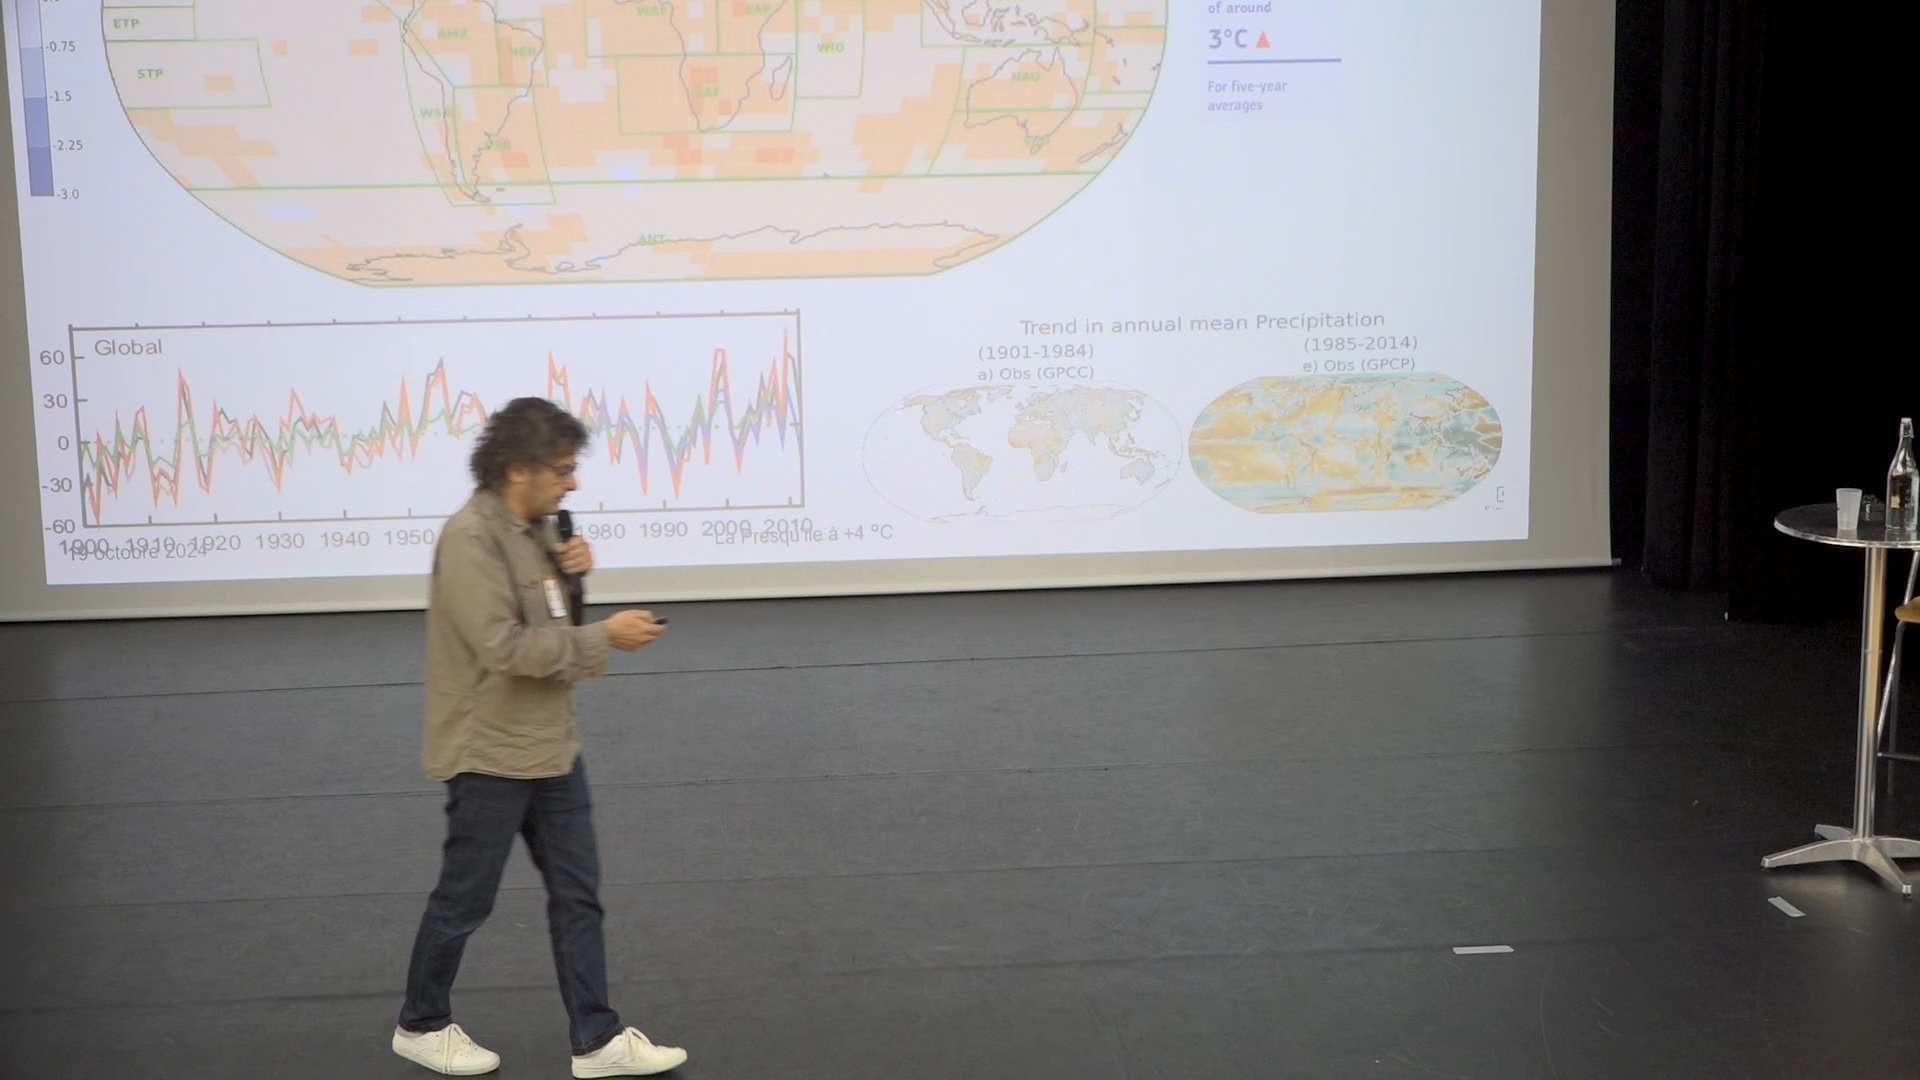 ETP
-0.75
STP
-1.5
-2.25
-3.0
AMZ
NEB
WSA
WAF
EAF
SAF
WIO
NAU
ANT
of around
3°C
For five-year
averages
Global
60
30
0
-30
-60
1900 1920 1930 1940 1950 1980 1990 2000 2010
19 octobre 2024
La Presqu'île à +4 °C
Trend in annual mean Precipitation
(1901-1984)
a) Obs (GPCC)
(1985-2014)
e) Obs (GPCP)